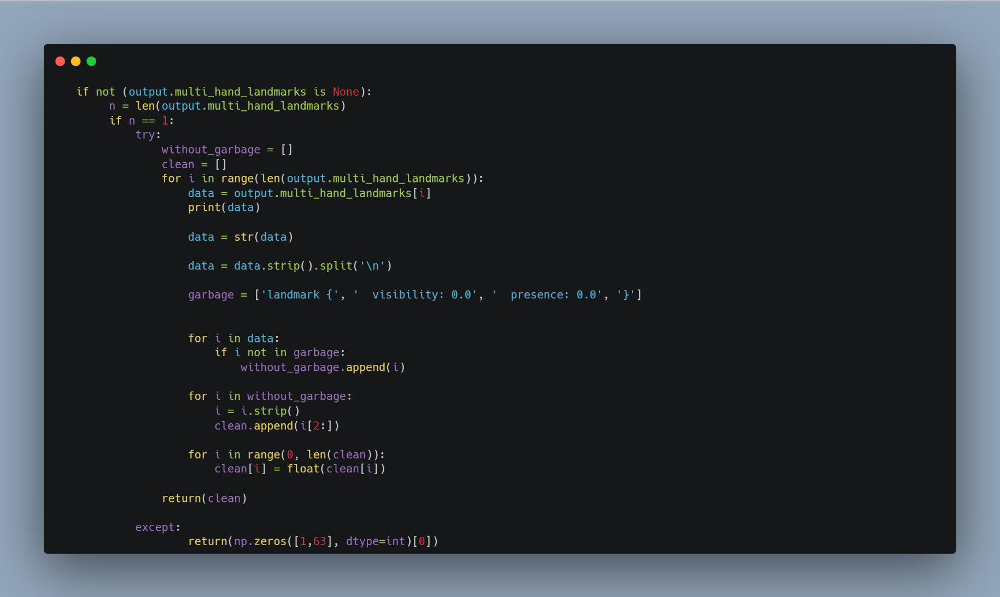 if not (output.multi_hand_landmarks is None):
n = len(output.multi_hand_landmarks)
if n == 1:
try:
without_garbage = []
clean = []
for i in range(len(output.multi_hand_landmarks)):
data = output.multi_hand_landmarks[i]
print(data)
data = str(data)
data = data.strip().split('\n')
garbage = ['landmark {', '  visibility: 0.0', '  presence: 0.0', '}']
for i in data:
if i not in garbage:
without_garbage.append(i)
for i in without_garbage:
i = i.strip()
clean.append(i[2:])
for i in range(0, len(clean)):
clean[i] = float(clean[i])
return(clean)
except:
return(np.zeros([1,63], dtype=int)[0])